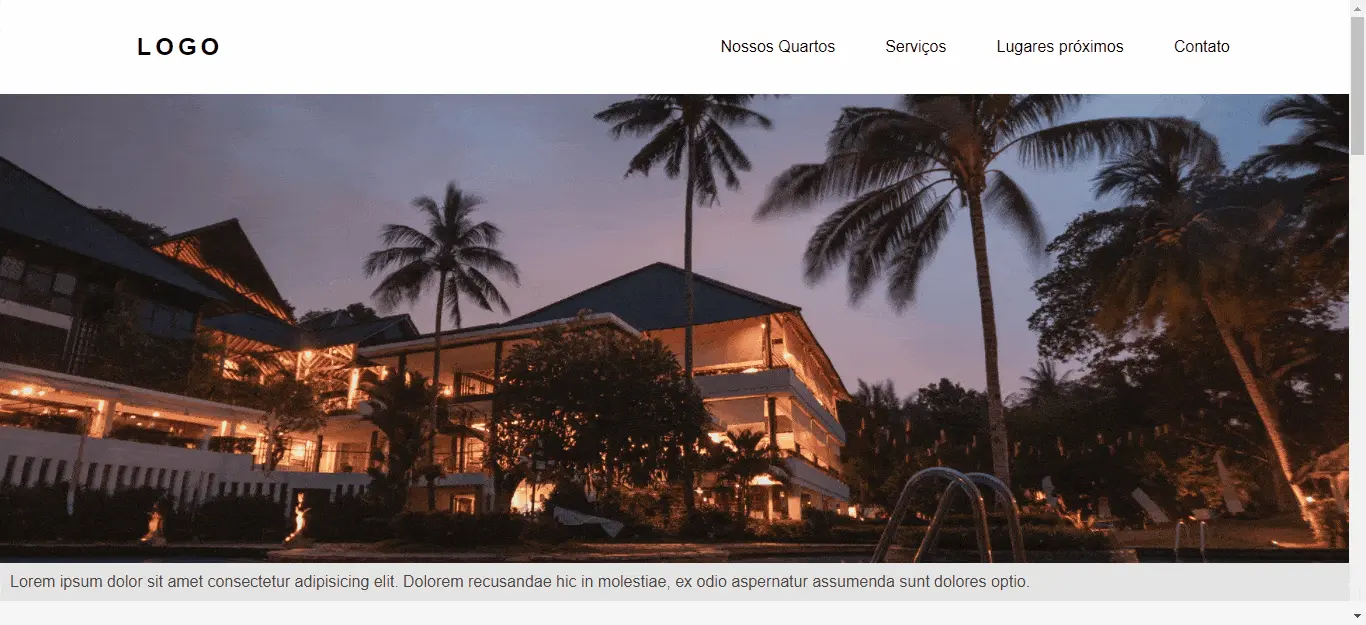 LOGO
Nossos Quartos Serviços Lugares próximos Contato
Lorem ipsum dolor sit amet consectetur adipisicing elit. Dolorem recusandae hic in molestiae, ex odio aspernatur assumenda sunt dolores optio.